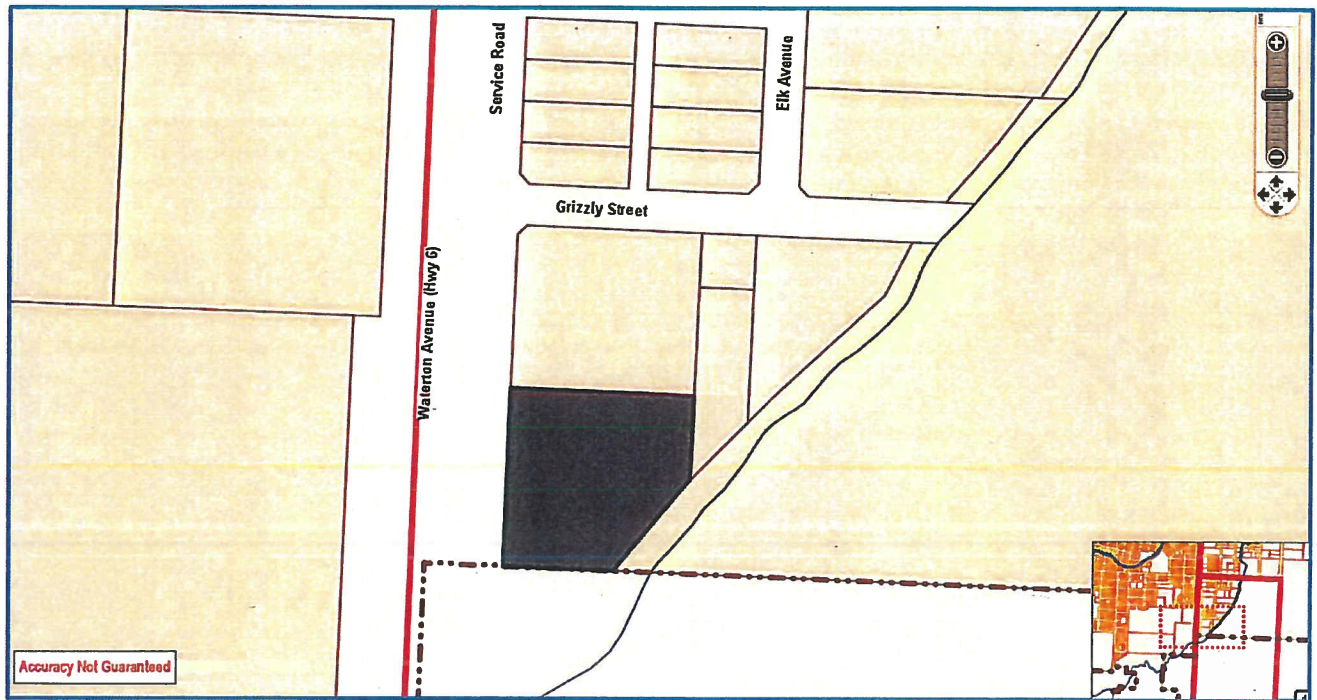 Service Road
Elk Avenue
Grizzly Street
Waterton Avenue (Hwy 6)
Accuracy Not Guaranteed